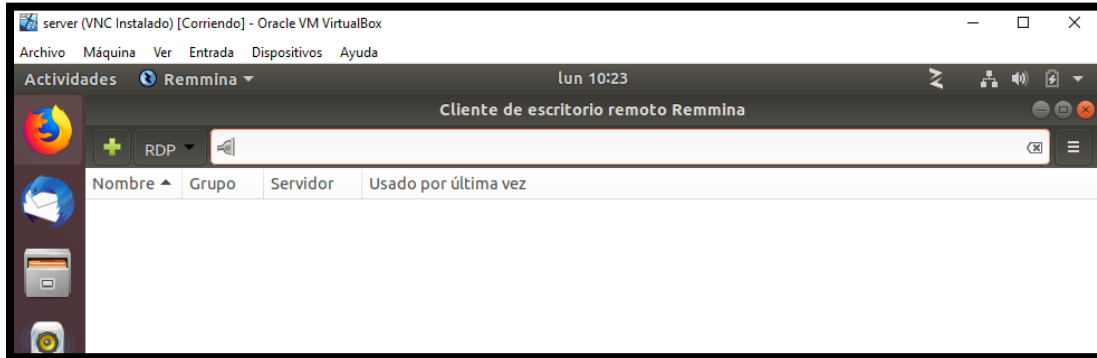 server (VNC Instalado) [Corriendo] - Oracle VM VirtualBox
Archivo Máquina Ver Entrada Dispositivos Ayuda
Actividades Remmina lun 10:23
Cliente de escritorio remoto Remmina
RDP
Nombre Grupo Servidor Usado por última vez